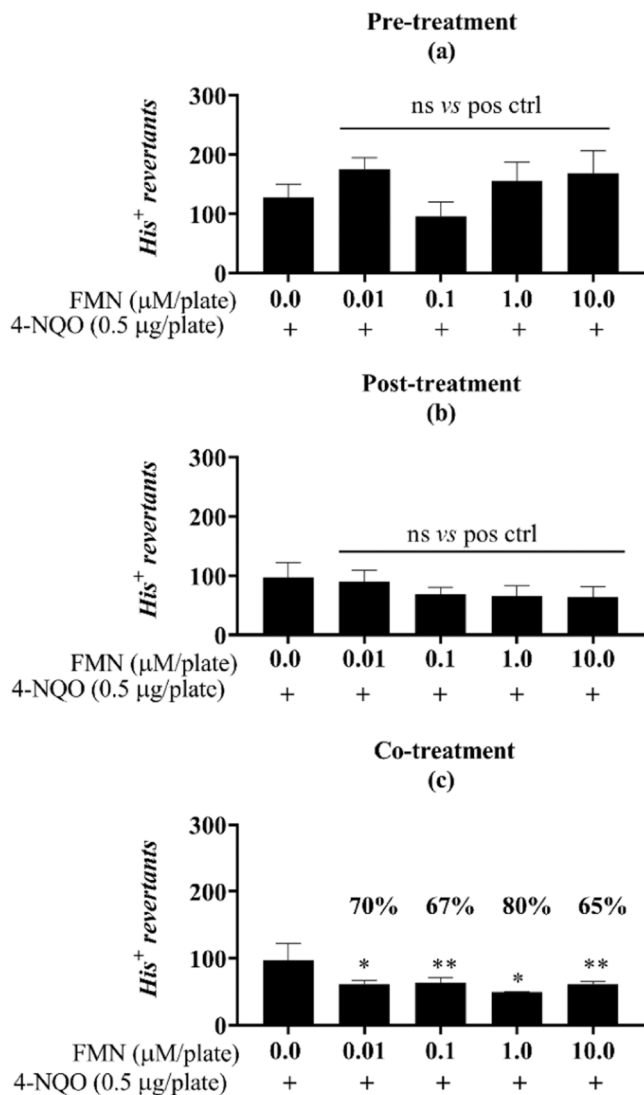 Pre-treatment
(a)
ns vs pos ctrl
His⁺ revertants
300
200
100
0
FMN (μM/plate) 0.0 0.01 0.1 1.0 10.0
4-NQO (0.5 μg/plate) + + + + +
Post-treatment
(b)
ns vs pos ctrl
His⁺ revertants
300
200
100
0
FMN (μM/plate) 0.0 0.01 0.1 1.0 10.0
4-NQO (0.5 μg/plate) + + + + +
Co-treatment
(c)
His⁺ revertants
300
200
100
0
70% 67% 80% 65%
* ** * **
FMN (μM/plate) 0.0 0.01 0.1 1.0 10.0
4-NQO (0.5 μg/plate) + + + + +